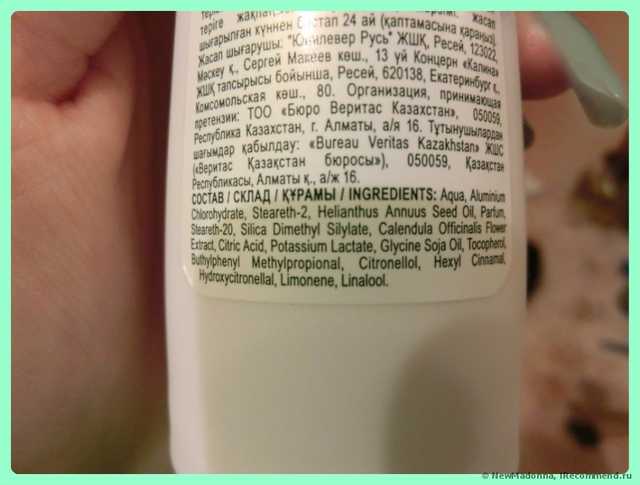 теріге
жасап
шығарылған күннен бастап 24 ай (қаптамасына қараңыз).
Жасап шығарушы: "Юнилевер Русь" ЖШҚ, Ресей, 123022,
Мәскеу қ., Сергей Макеев көш., 13 үй Концерн «Калина»
ЖШҚ тапсырысы бойынша, Ресей, 620138, Екатеринбург қ.,
Комсомольская көш., 80. Организация, принимающая
претензии: ТОО «Бюро Веритас Казахстан», 050059,
Республика Казахстан, г. Алматы, а/я 16. Тұтынушылардан
шағымдар қабылдау: «Bureau Veritas Kazakhstan» ЖШС
(«Веритас Қазақстан бюросы»), 050059, Қазақстан
Республикасы, Алматы қ., а/ж 16.
СОСТАВ / СКЛАД / ҚҰРАМЫ / INGREDIENTS: Aqua, Aluminium
Chlorohydrate, Steareth-2, Helianthus Annuus Seed Oil, Parfum,
Steareth-20, Silica Dimethyl Silylate, Calendula Officinalis Flower
Extract, Citric Acid, Potassium Lactate, Glycine Soja Oil, Tocopherol,
Buthylphenyl Methylpropional, Citronellol, Hexyl Cinnamal,
Hydroxycitronellal, Limonene, Linalool.
© NewMadonna, IRecommend.ru